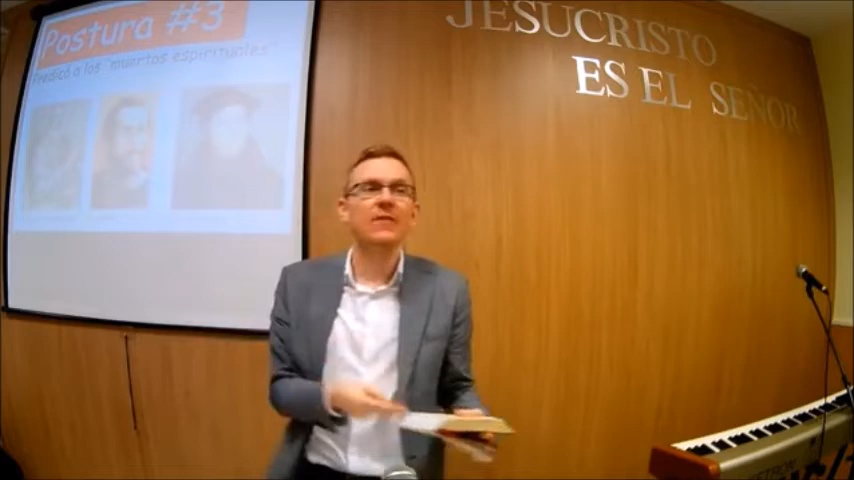 Postura #3
Predicó a los "muertos espirituales"
JESUCRISTO
ES EL SEÑOR